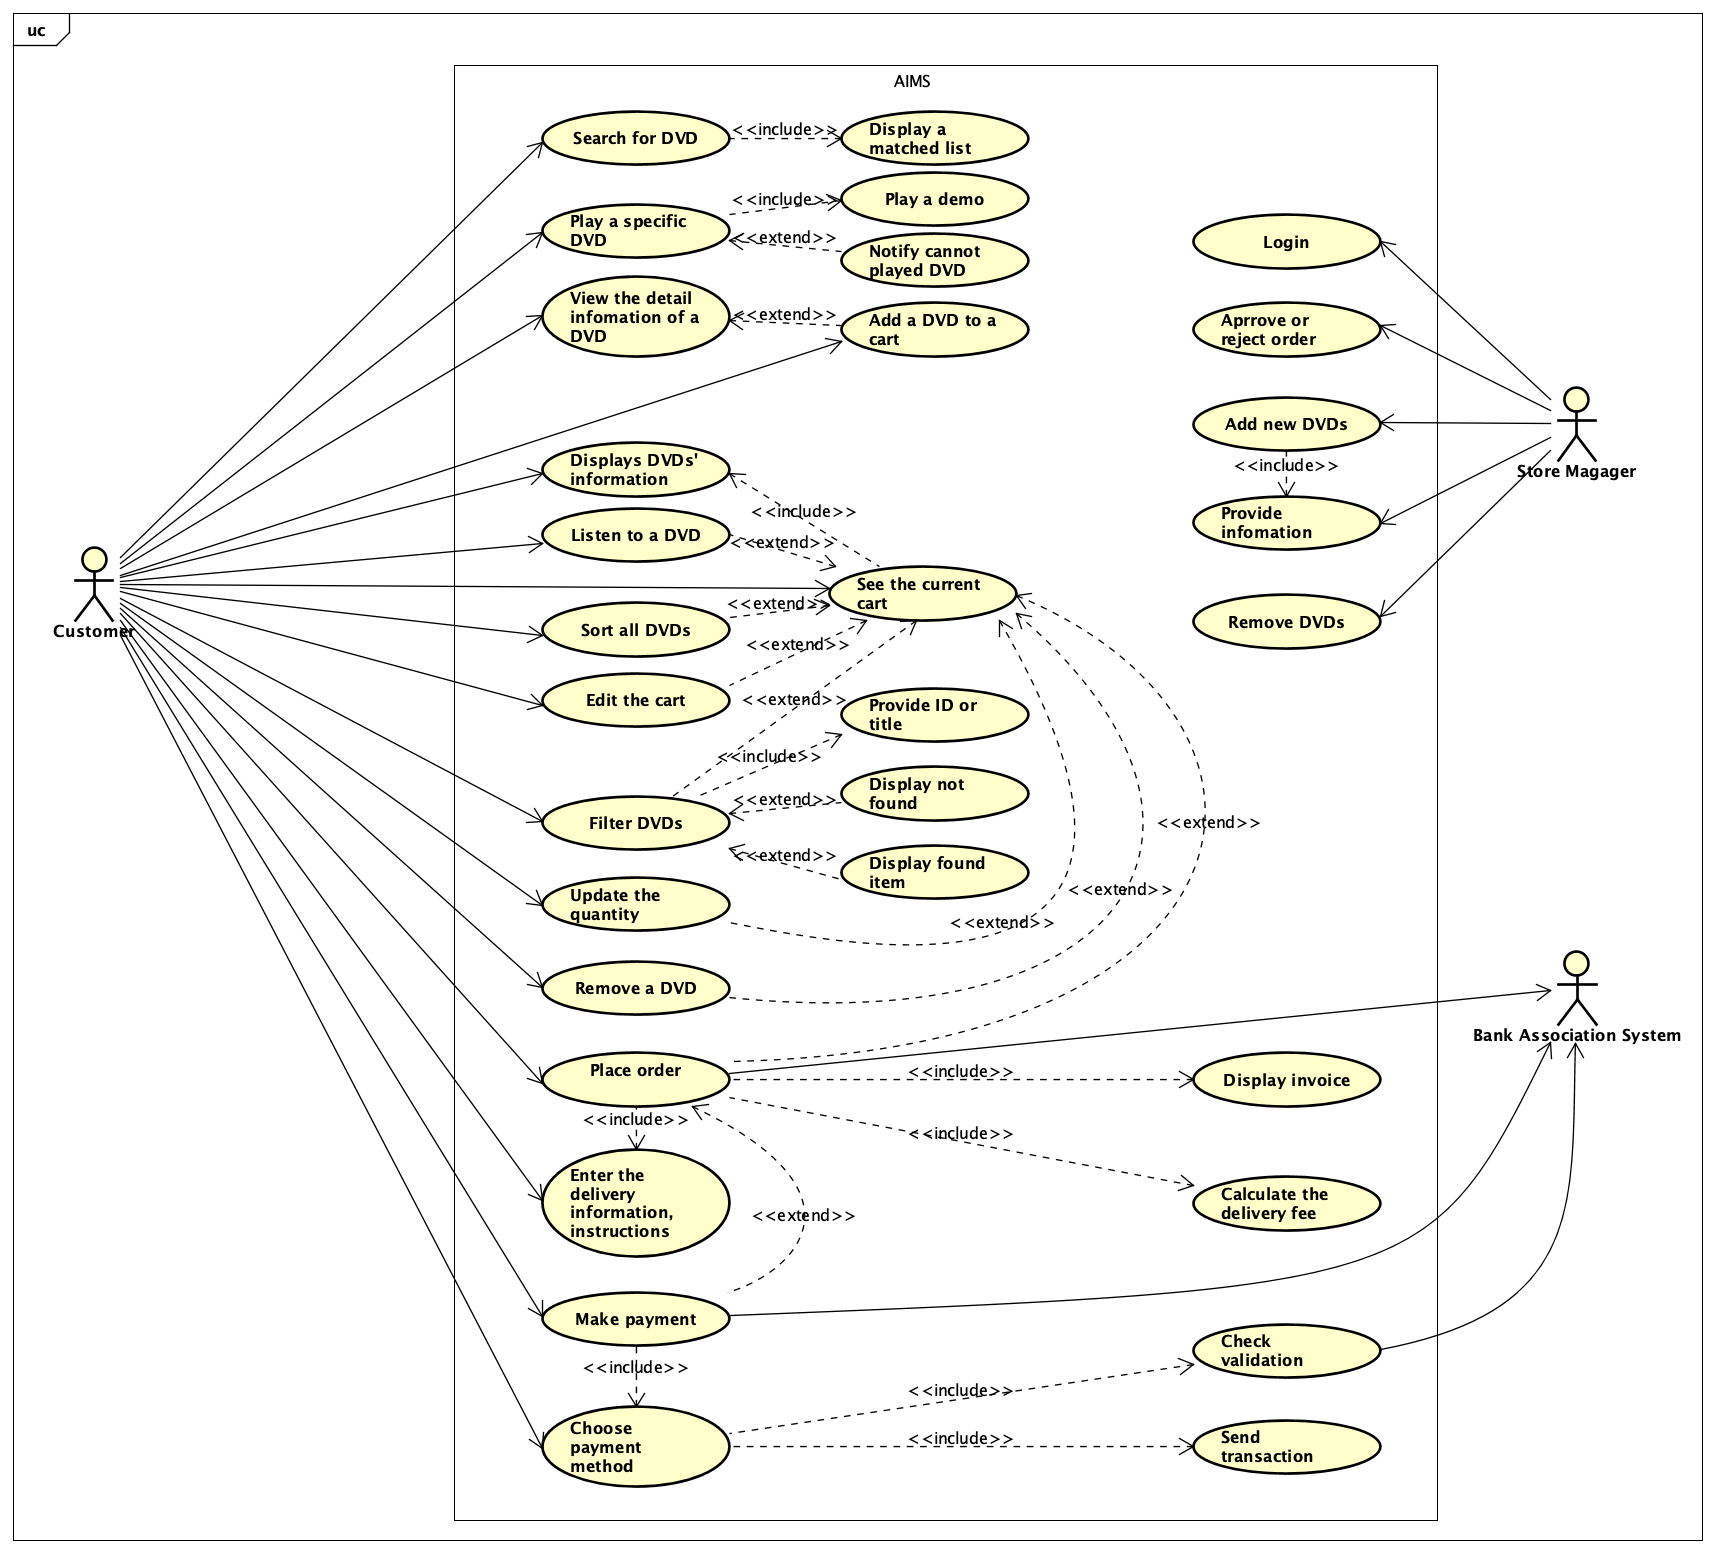 uc
AIMS
Search for DVD
<<include>>
Display a
matched list
Play a specific
DVD
<<include>>
Play a demo
<<extend>>
Notify cannot
played DVD
View the detail
infomation of a
DVD
<<extend>>
Add a DVD to a
cart
Displays DVDs'
information
<<include>>
Listen to a DVD
<<extend>>
See the current
cart
Sort all DVDs
<<extend>>
Edit the cart
<<extend>>
<<extend>>
Provide ID or
title
<<include>>
Filter DVDs
<<extend>>
Display not
found
<<extend>>
Display found
item
Update the
quantity
<<extend>>
Remove a DVD
<<extend>>
<<extend>>
Customer
Login
Aprrove or
reject order
Add new DVDs
<<include>>
Provide
infomation
Remove DVDs
Store Magager
Bank Association System
Place order
<<include>>
Display invoice
<<include>>
<<include>>
Calculate the
delivery fee
Enter the
delivery
information,
instructions
<<extend>>
Make payment
<<include>>
Check
validation
<<include>>
Choose
payment
method
<<include>>
Send
transaction